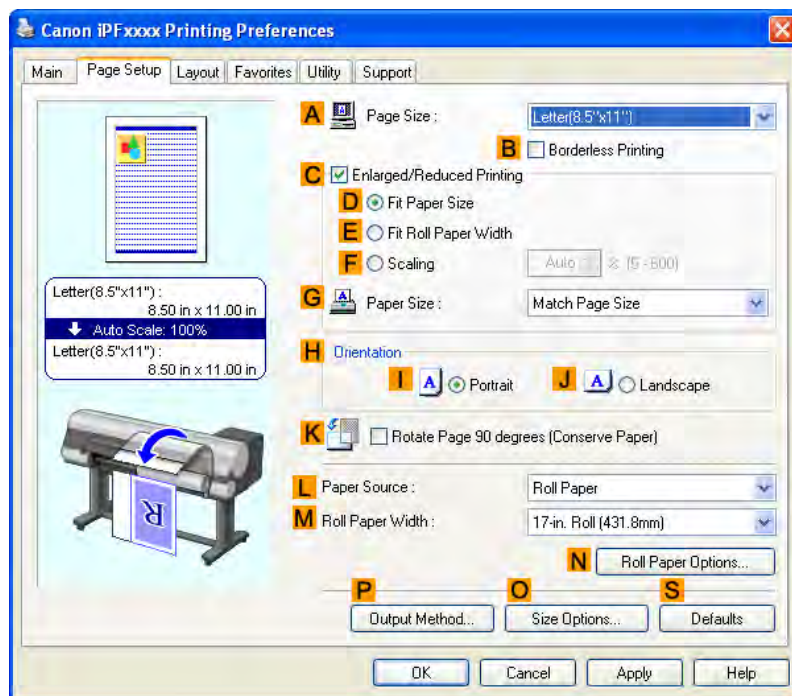 Canon iPFxxxx Printing Preferences
Main Page Setup Layout Favorites Utility Support
A Page Size : Letter(8.5"x11")
B Borderless Printing
C Enlarged/Reduced Printing
D Fit Paper Size
E Fit Roll Paper Width
F Scaling Auto % (5 - 600)
Letter(8.5"x11") :
8.50 in x 11.00 in
Auto Scale: 100%
Letter(8.5"x11") :
8.50 in x 11.00 in
G A Paper Size : Match Page Size
H Orientation
I A Portrait J A Landscape
K Rotate Page 90 degrees (Conserve Paper)
R
L Paper Source : Roll Paper
M Roll Paper Width : 17-in. Roll (431.8mm)
N Roll Paper Options...
P O S
Output Method... Size Options... Defaults
OK Cancel Apply Help